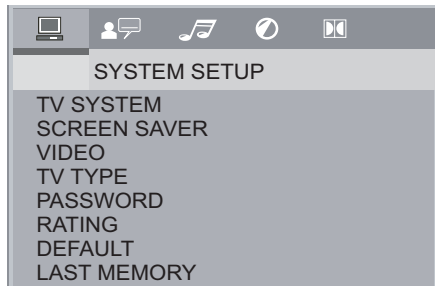 SYSTEM SETUP
TV SYSTEM
SCREEN SAVER
VIDEO
TV TYPE
PASSWORD
RATING
DEFAULT
LAST MEMORY